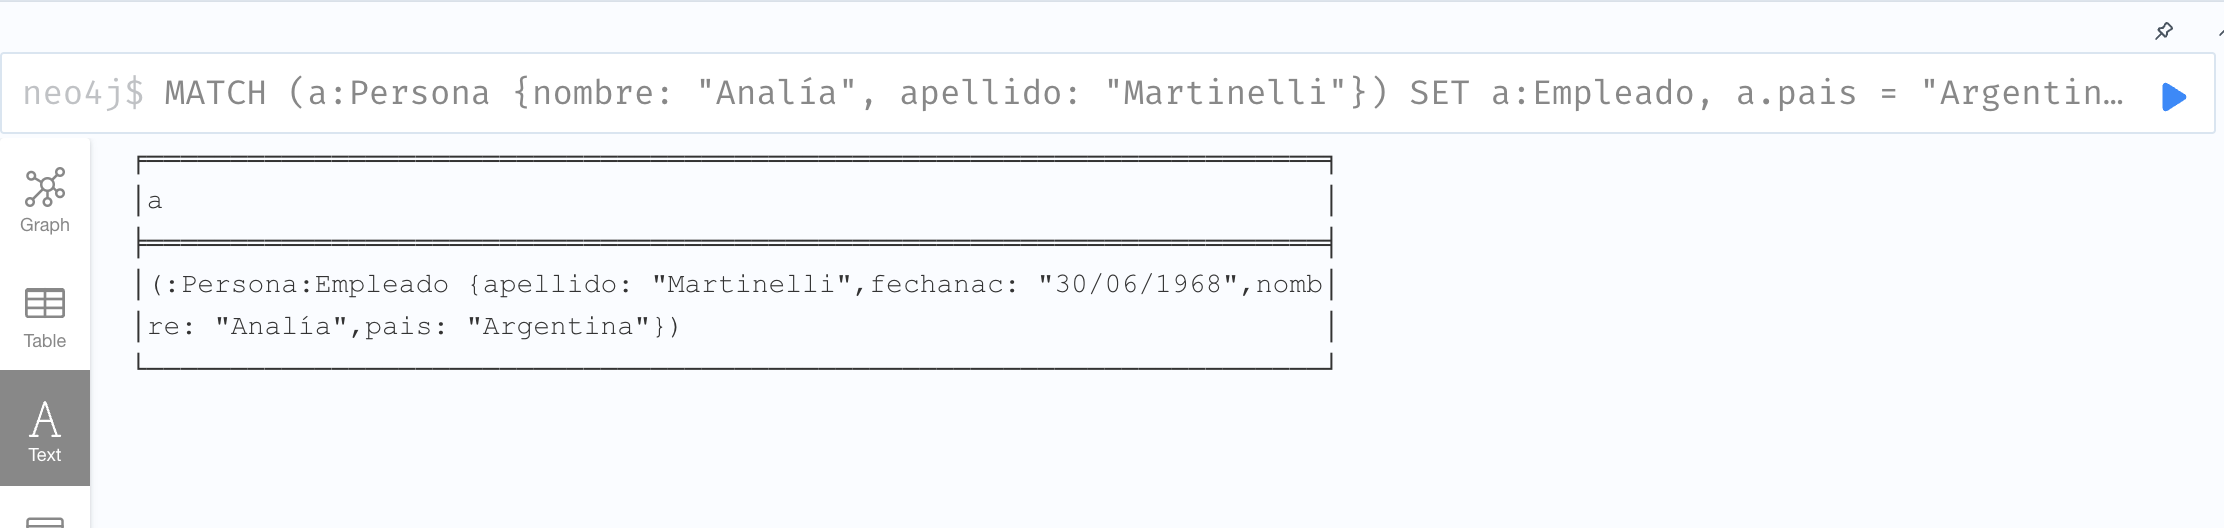 neo4j$ MATCH (a:Persona {nombre: "Analía", apellido: "Martinelli"}) SET a:Empleado, a.pais = "Argentin…
Graph
Table
A
Text
a
(:Persona:Empleado {apellido: "Martinelli",fechanac: "30/06/1968",nomb
re: "Analía",pais: "Argentina"})